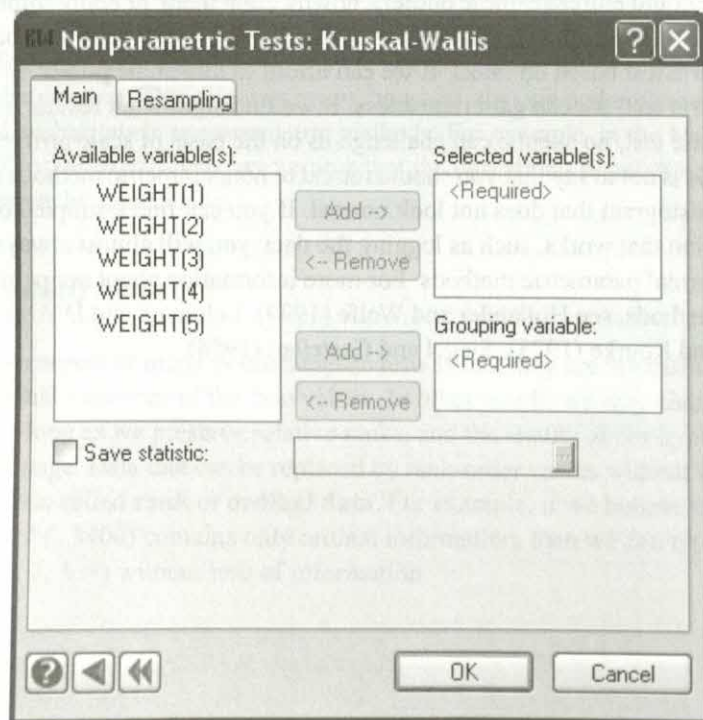 Nonparametric Tests: Kruskal-Wallis
Main Resampling
Available variable(s):
WEIGHT(1)
WEIGHT(2)
WEIGHT(3)
WEIGHT(4)
WEIGHT(5)
Add-->
<-- Remove
Selected variable(s):
<Required>
Add-->
<-- Remove
Grouping variable:
<Required>
Save statistic:
OK
Cancel